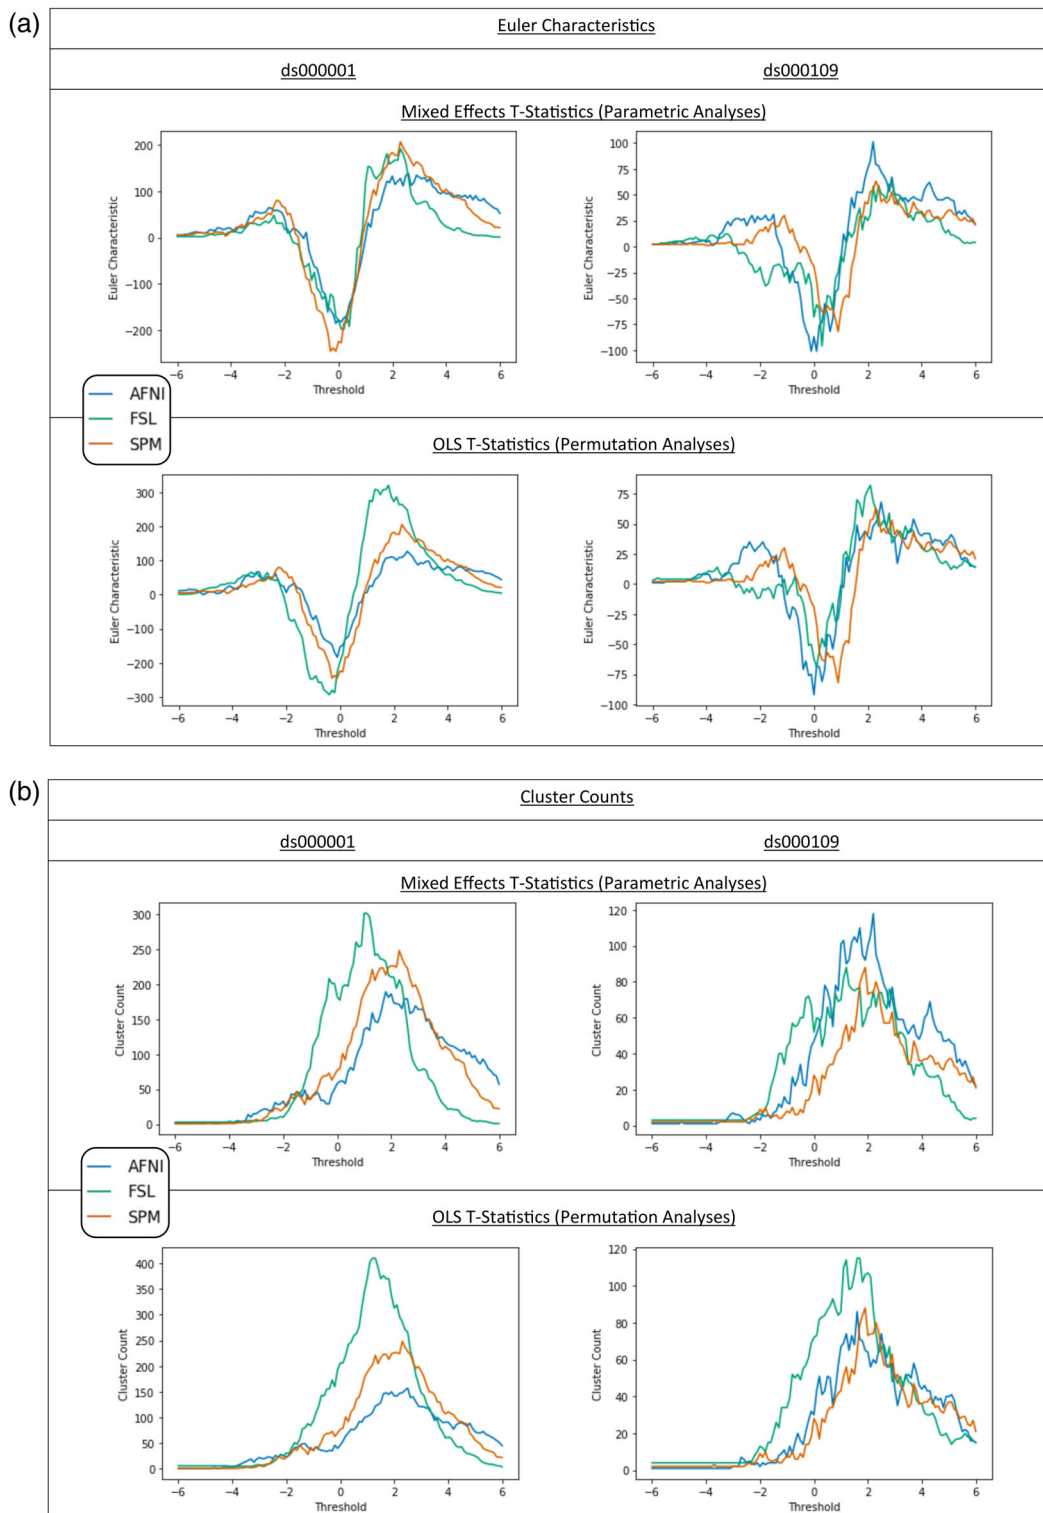 (a)
Euler Characteristics
ds000001 ds000109
Mixed Effects T-Statistics (Parametric Analyses)
200 100 0 −100 −200
Euler Characteristic
−6 −4 −2 0 2 4 6
Threshold
100 75 50 25 0 −25 −50 −75 −100
Euler Characteristic
−6 −4 −2 0 2 4 6
Threshold
AFNI
FSL
SPM
OLS T-Statistics (Permutation Analyses)
300 200 100 0 −100 −200 −300
Euler Characteristic
−6 −4 −2 0 2 4 6
Threshold
75 50 25 0 −25 −50 −75 −100
Euler Characteristic
−6 −4 −2 0 2 4 6
Threshold
(b)
Cluster Counts
ds000001 ds000109
Mixed Effects T-Statistics (Parametric Analyses)
300 250 200 150 100 50 0
Cluster Count
−6 −4 −2 0 2 4 6
Threshold
120 100 80 60 40 20 0
Cluster Count
−6 −4 −2 0 2 4 6
Threshold
AFNI
FSL
SPM
OLS T-Statistics (Permutation Analyses)
400 350 300 250 200 150 100 50 0
Cluster Count
−6 −4 −2 0 2 4 6
Threshold
120 100 80 60 40 20 0
Cluster Count
−6 −4 −2 0 2 4 6
Threshold